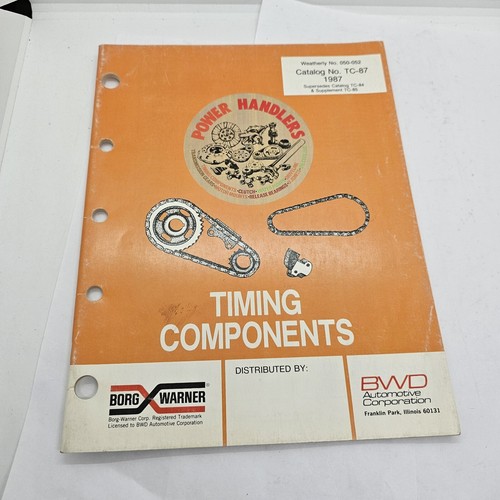 Weatherly No. 050-052
Catalog No. TC-87
1987
Supersedes Catalog TC-84
& Supplement TC-85
POWER HANDLERS
TIMING
COMPONENTS
BORG WARNER
Borg-Warner Corp. Registered Trademark
Licensed to BWD Automotive Corporation
DISTRIBUTED BY:
BWD
Automotive
Corporation
Franklin Park, Illinois 60131